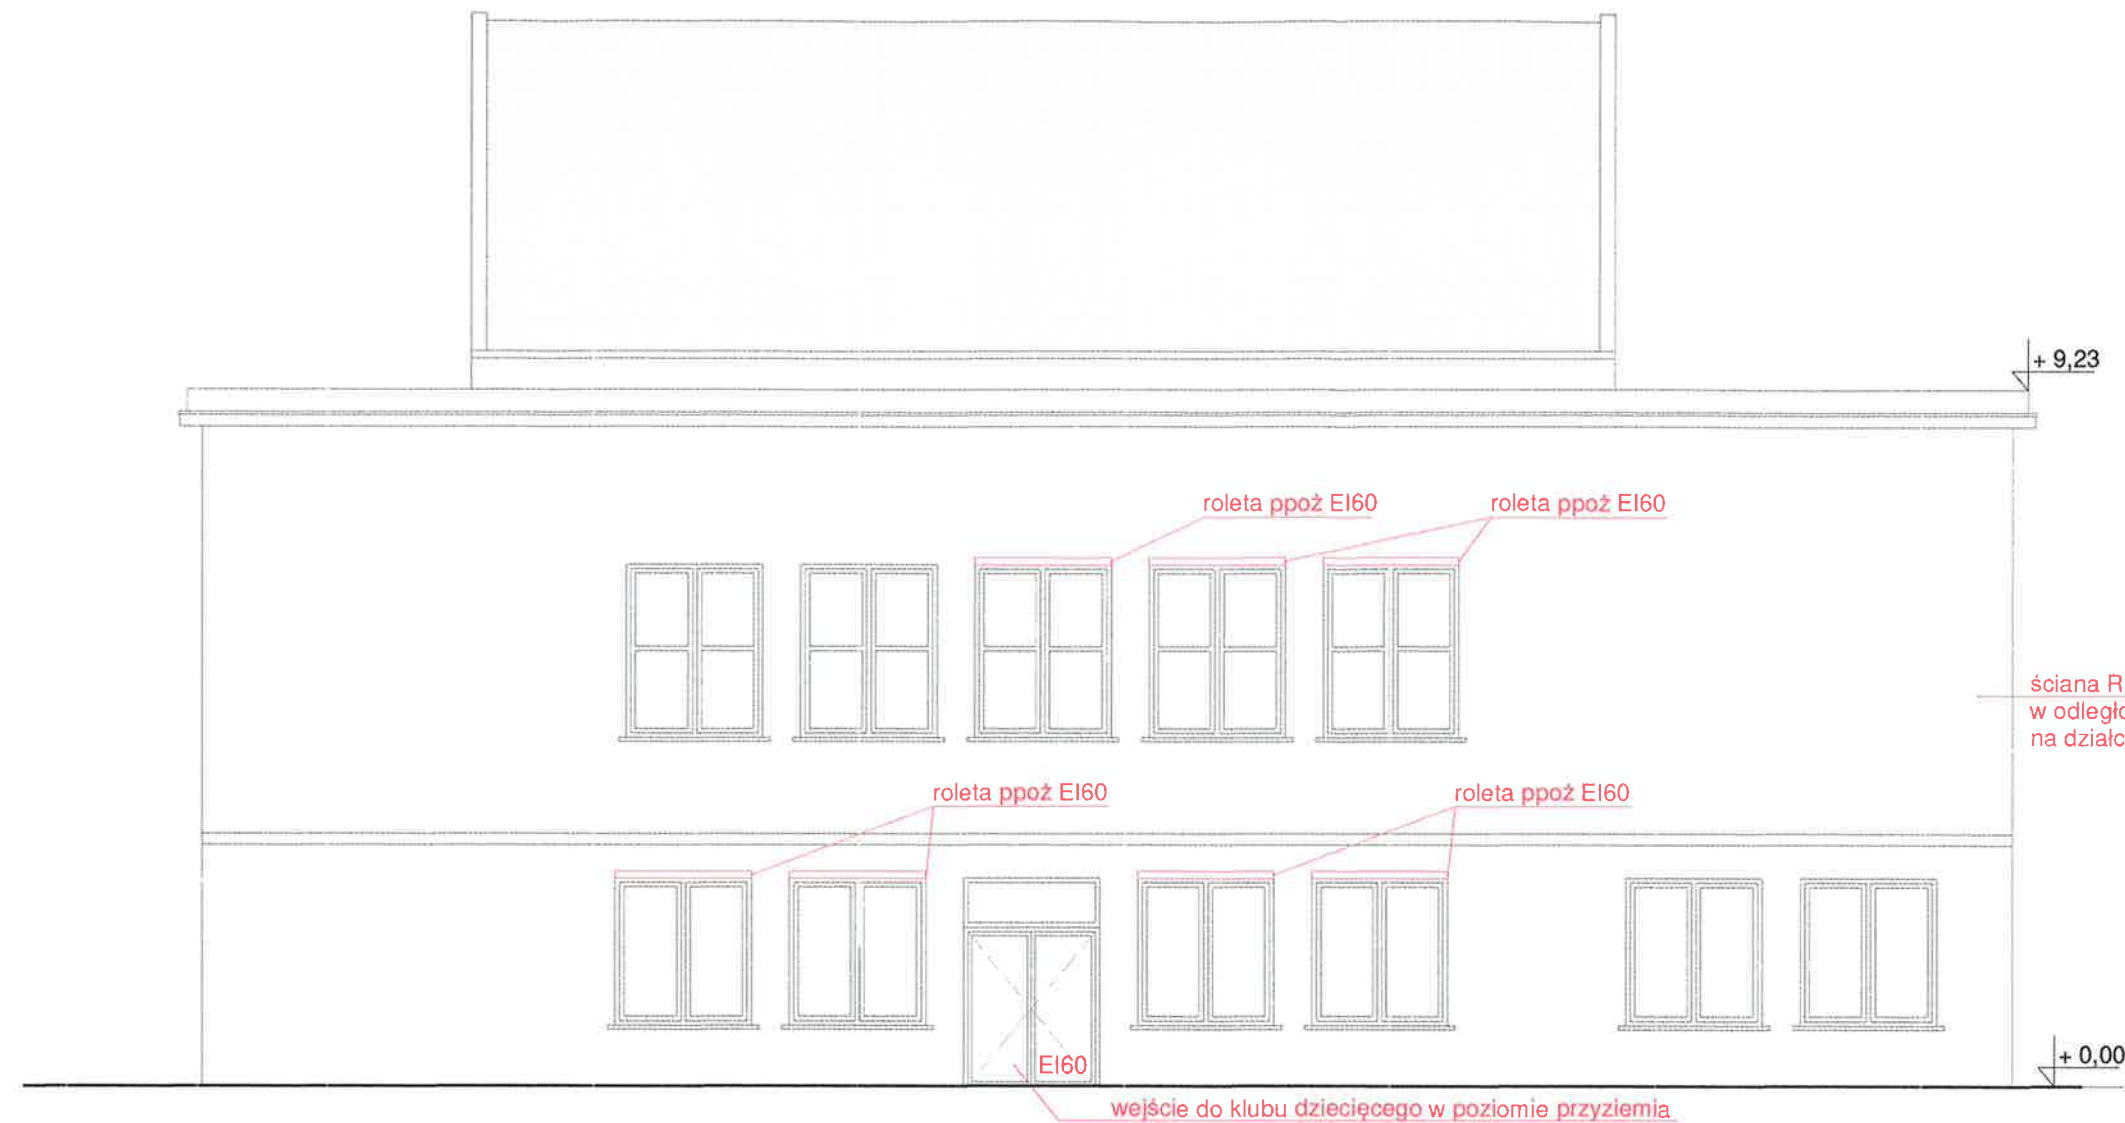 + 9,23
roleta ppoż EI60
roleta ppoż EI60
ściana R
w odległo
na działc
roleta ppoż EI60
roleta ppoż EI60
EI60
+ 0,00
wejście do klubu dziecięcego w poziomie przyziemia